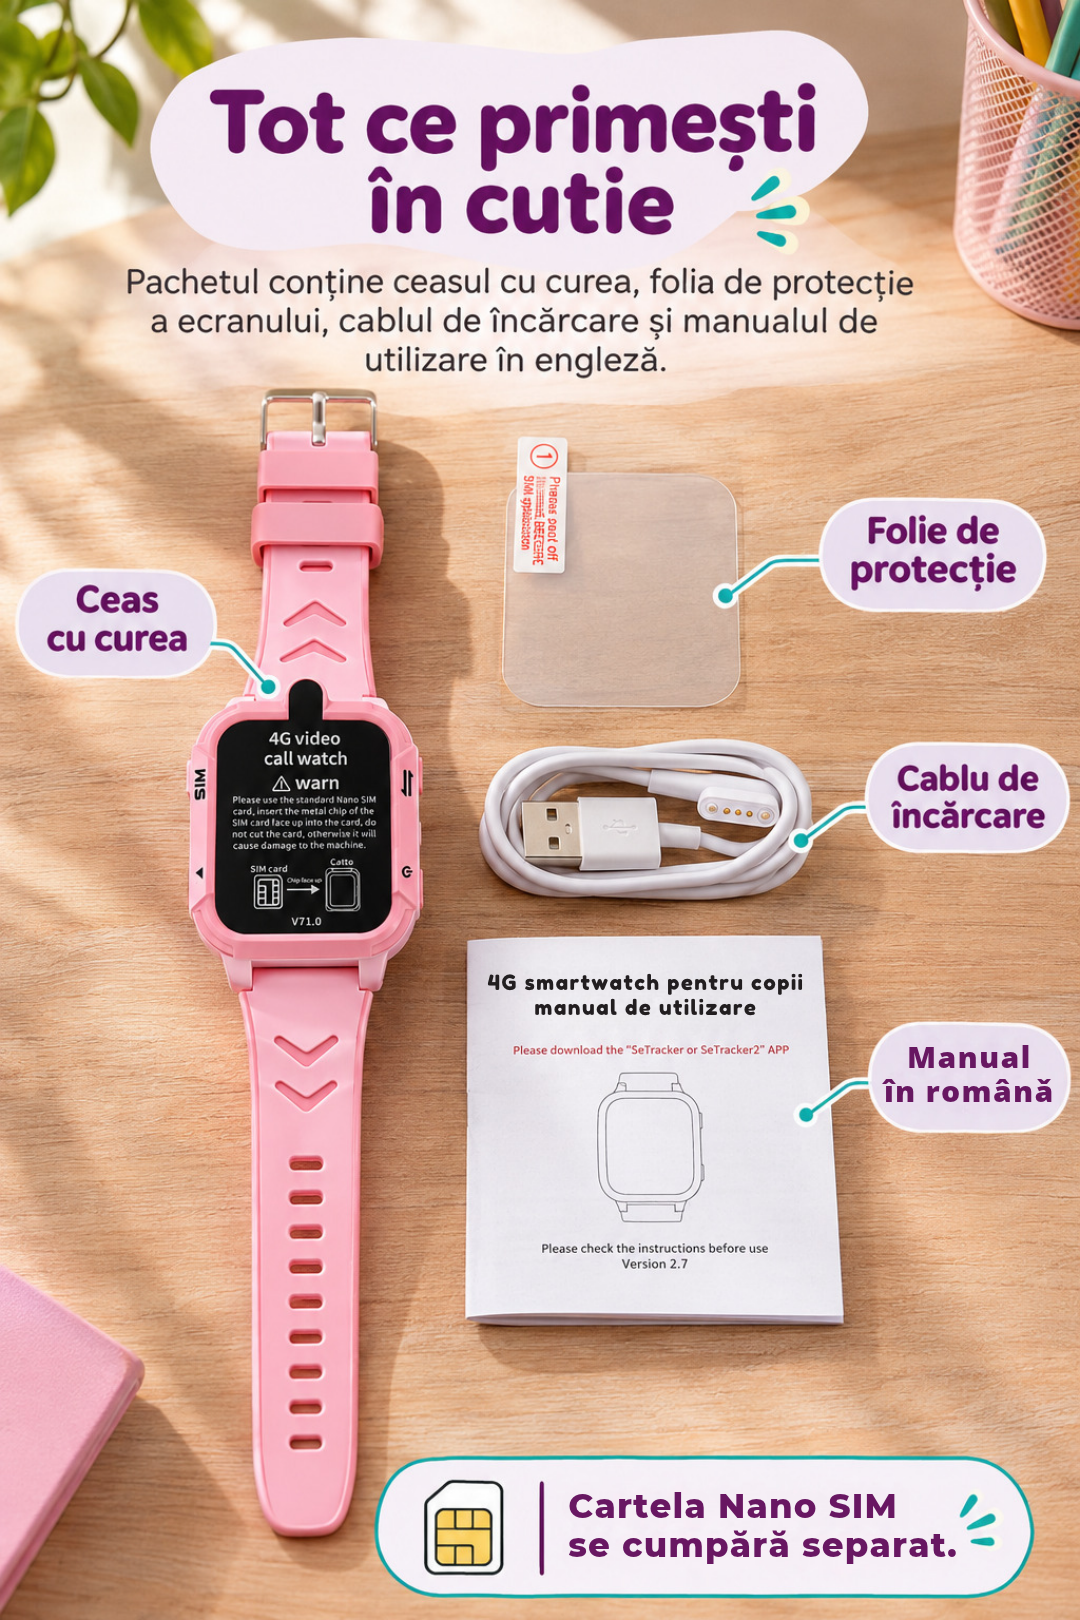 Tot ce primești
în cutie
Pachetul conține ceasul cu curea, folia de protecție
a ecranului, cablul de încărcare și manualul de
utilizare în engleză.
Folie de
protecție
Ceas
cu curea
SIM
4G video
call watch
⚠ warn
Please use the standard Nano SIM
card, insert the metal chip of the
SIM card face up into the card, do
not cut the card, otherwise it will
cause damage to the machine.
SIM card
Chip face up
Catto
V71.0
Cablu de
încărcare
4G smartwatch pentru copii
manual de utilizare
Please download the "SeTracker or SeTracker2" APP
Please check the instructions before use
Version 2.7
Manual
în română
Cartela Nano SIM
se cumpără separat.